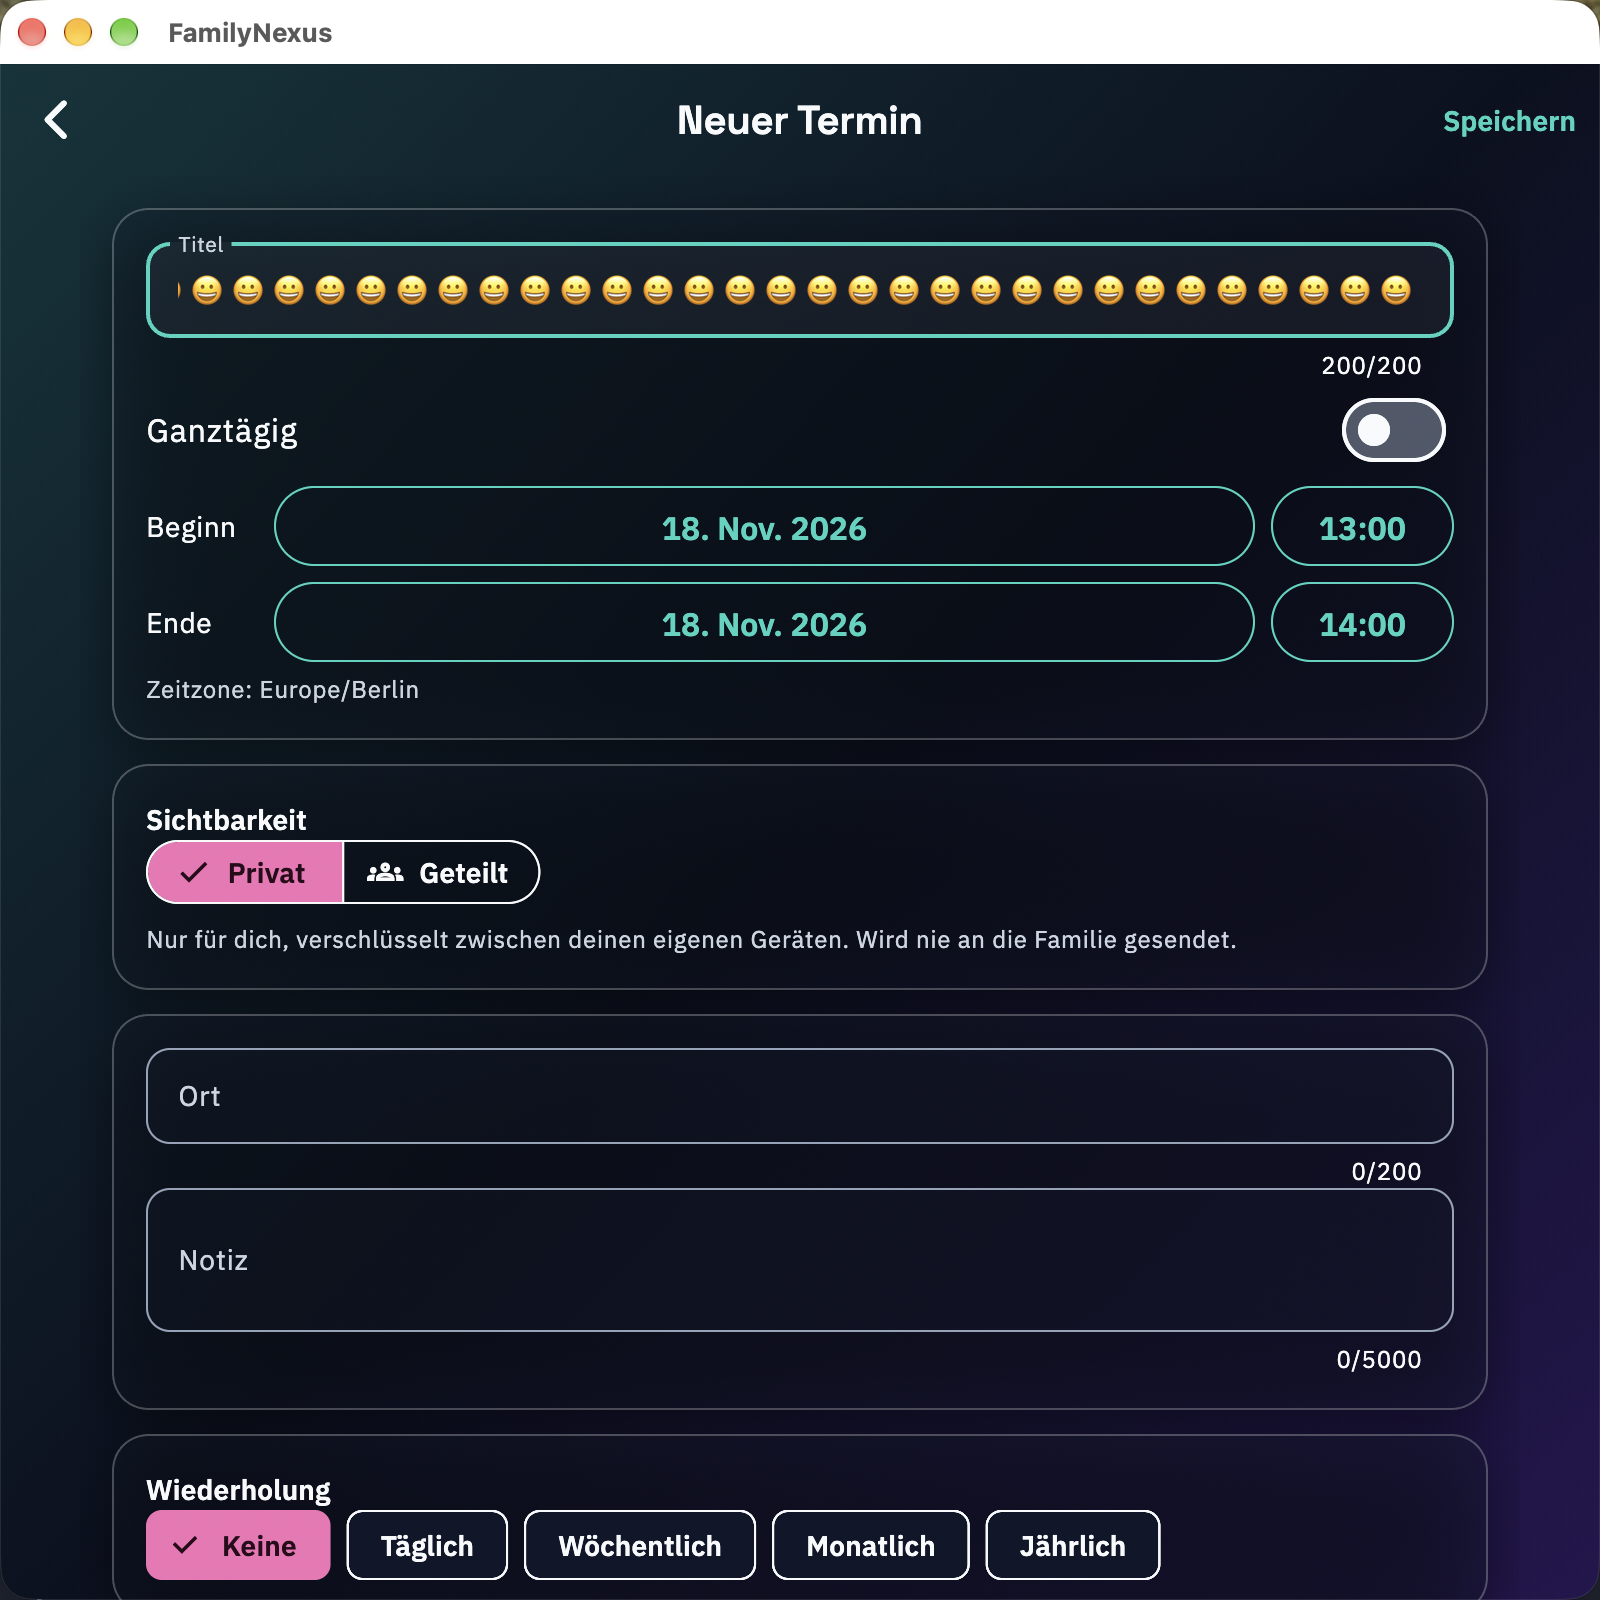 FamilyNexus
Neuer Termin
Speichern
Titel
😀😀😀😀😀😀😀😀😀😀😀😀😀😀😀😀😀😀😀😀😀😀😀😀😀😀😀😀😀😀
200/200
Ganztägig
Beginn 18. Nov. 2026 13:00
Ende 18. Nov. 2026 14:00
Zeitzone: Europe/Berlin
Sichtbarkeit
Privat Geteilt
Nur für dich, verschlüsselt zwischen deinen eigenen Geräten. Wird nie an die Familie gesendet.
Ort
0/200
Notiz
0/5000
Wiederholung
Keine Täglich Wöchentlich Monatlich Jährlich